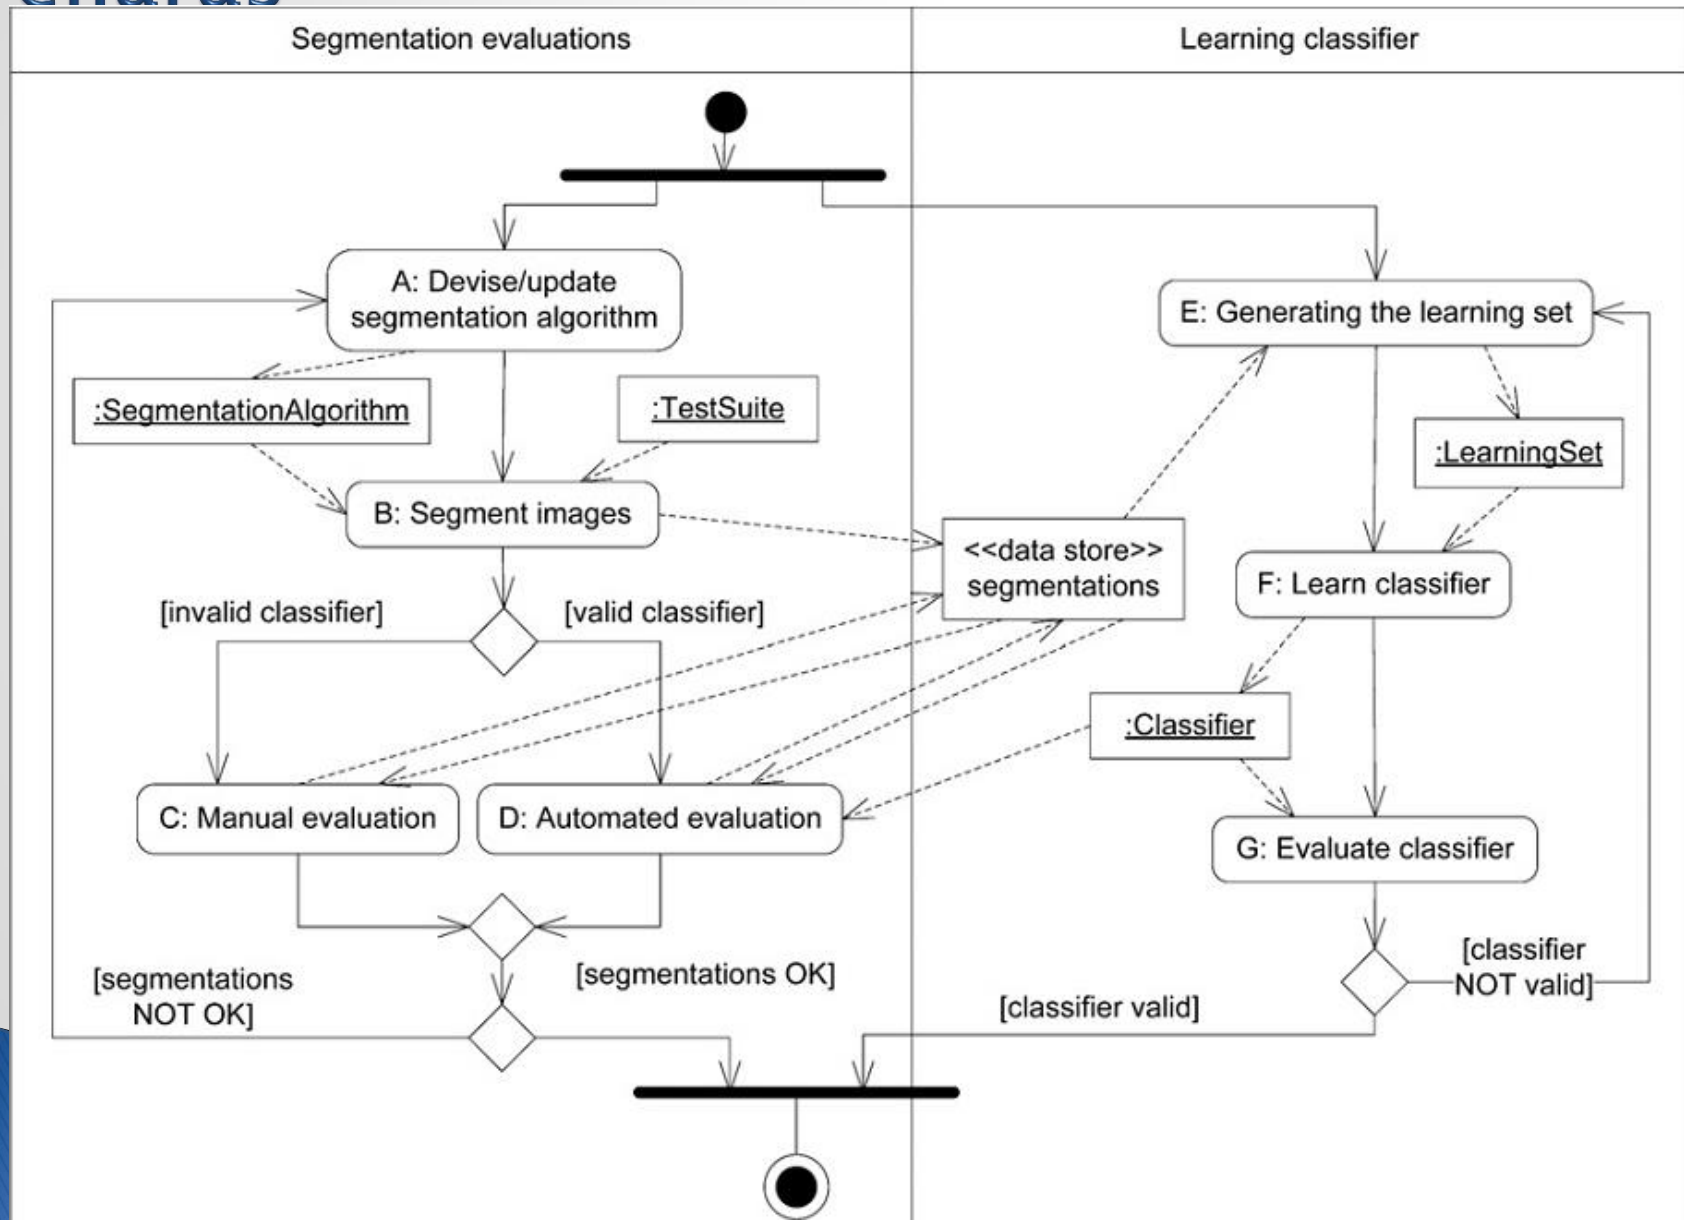 Segmentation evaluations
Learning classifier
A: Devise/update
segmentation algorithm
E: Generating the learning set
:SegmentationAlgorithm
:TestSuite
:LearningSet
B: Segment images
<<data store>>
segmentations
F: Learn classifier
[invalid classifier]
[valid classifier]
:Classifier
C: Manual evaluation
D: Automated evaluation
G: Evaluate classifier
[segmentations
NOT OK]
[segmentations OK]
[classifier valid]
[classifier
NOT valid]